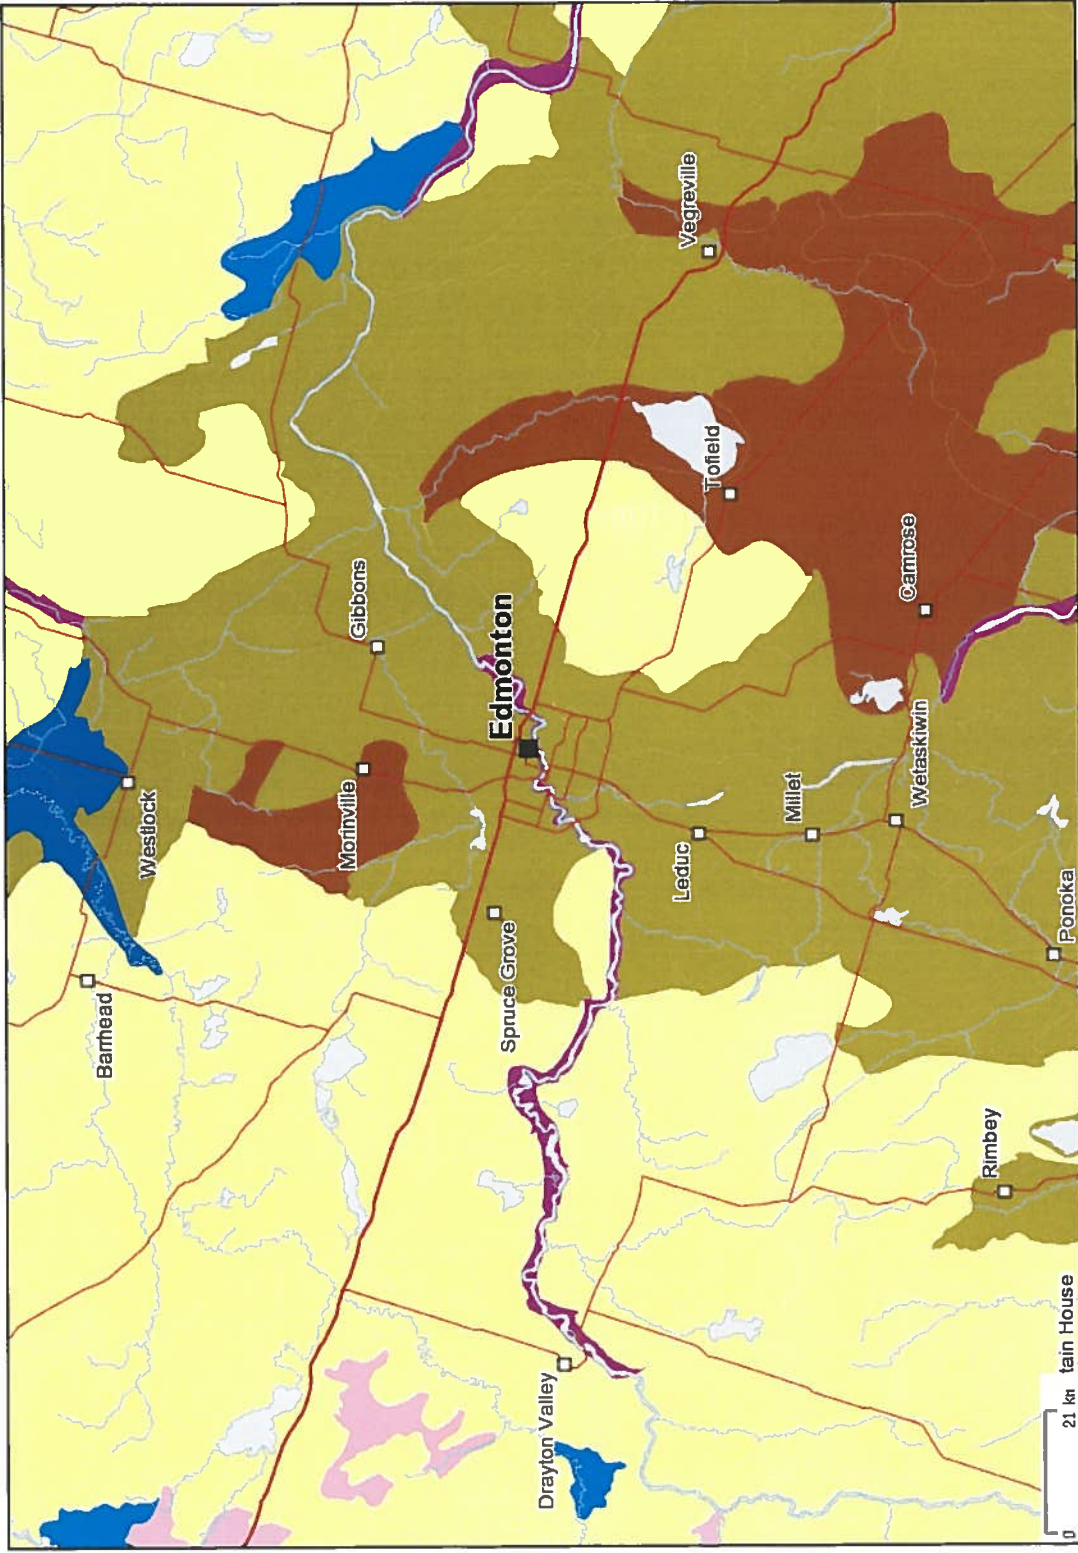 Barrhead
Westlock
Morinville
Gibbons
Edmonton
Spruce Grove
Drayton Valley
Vegreville
Tofield
Leduc
Millet
Camrose
Wetaskiwin
Rimbey
Ponoka
tain House
0 21 km